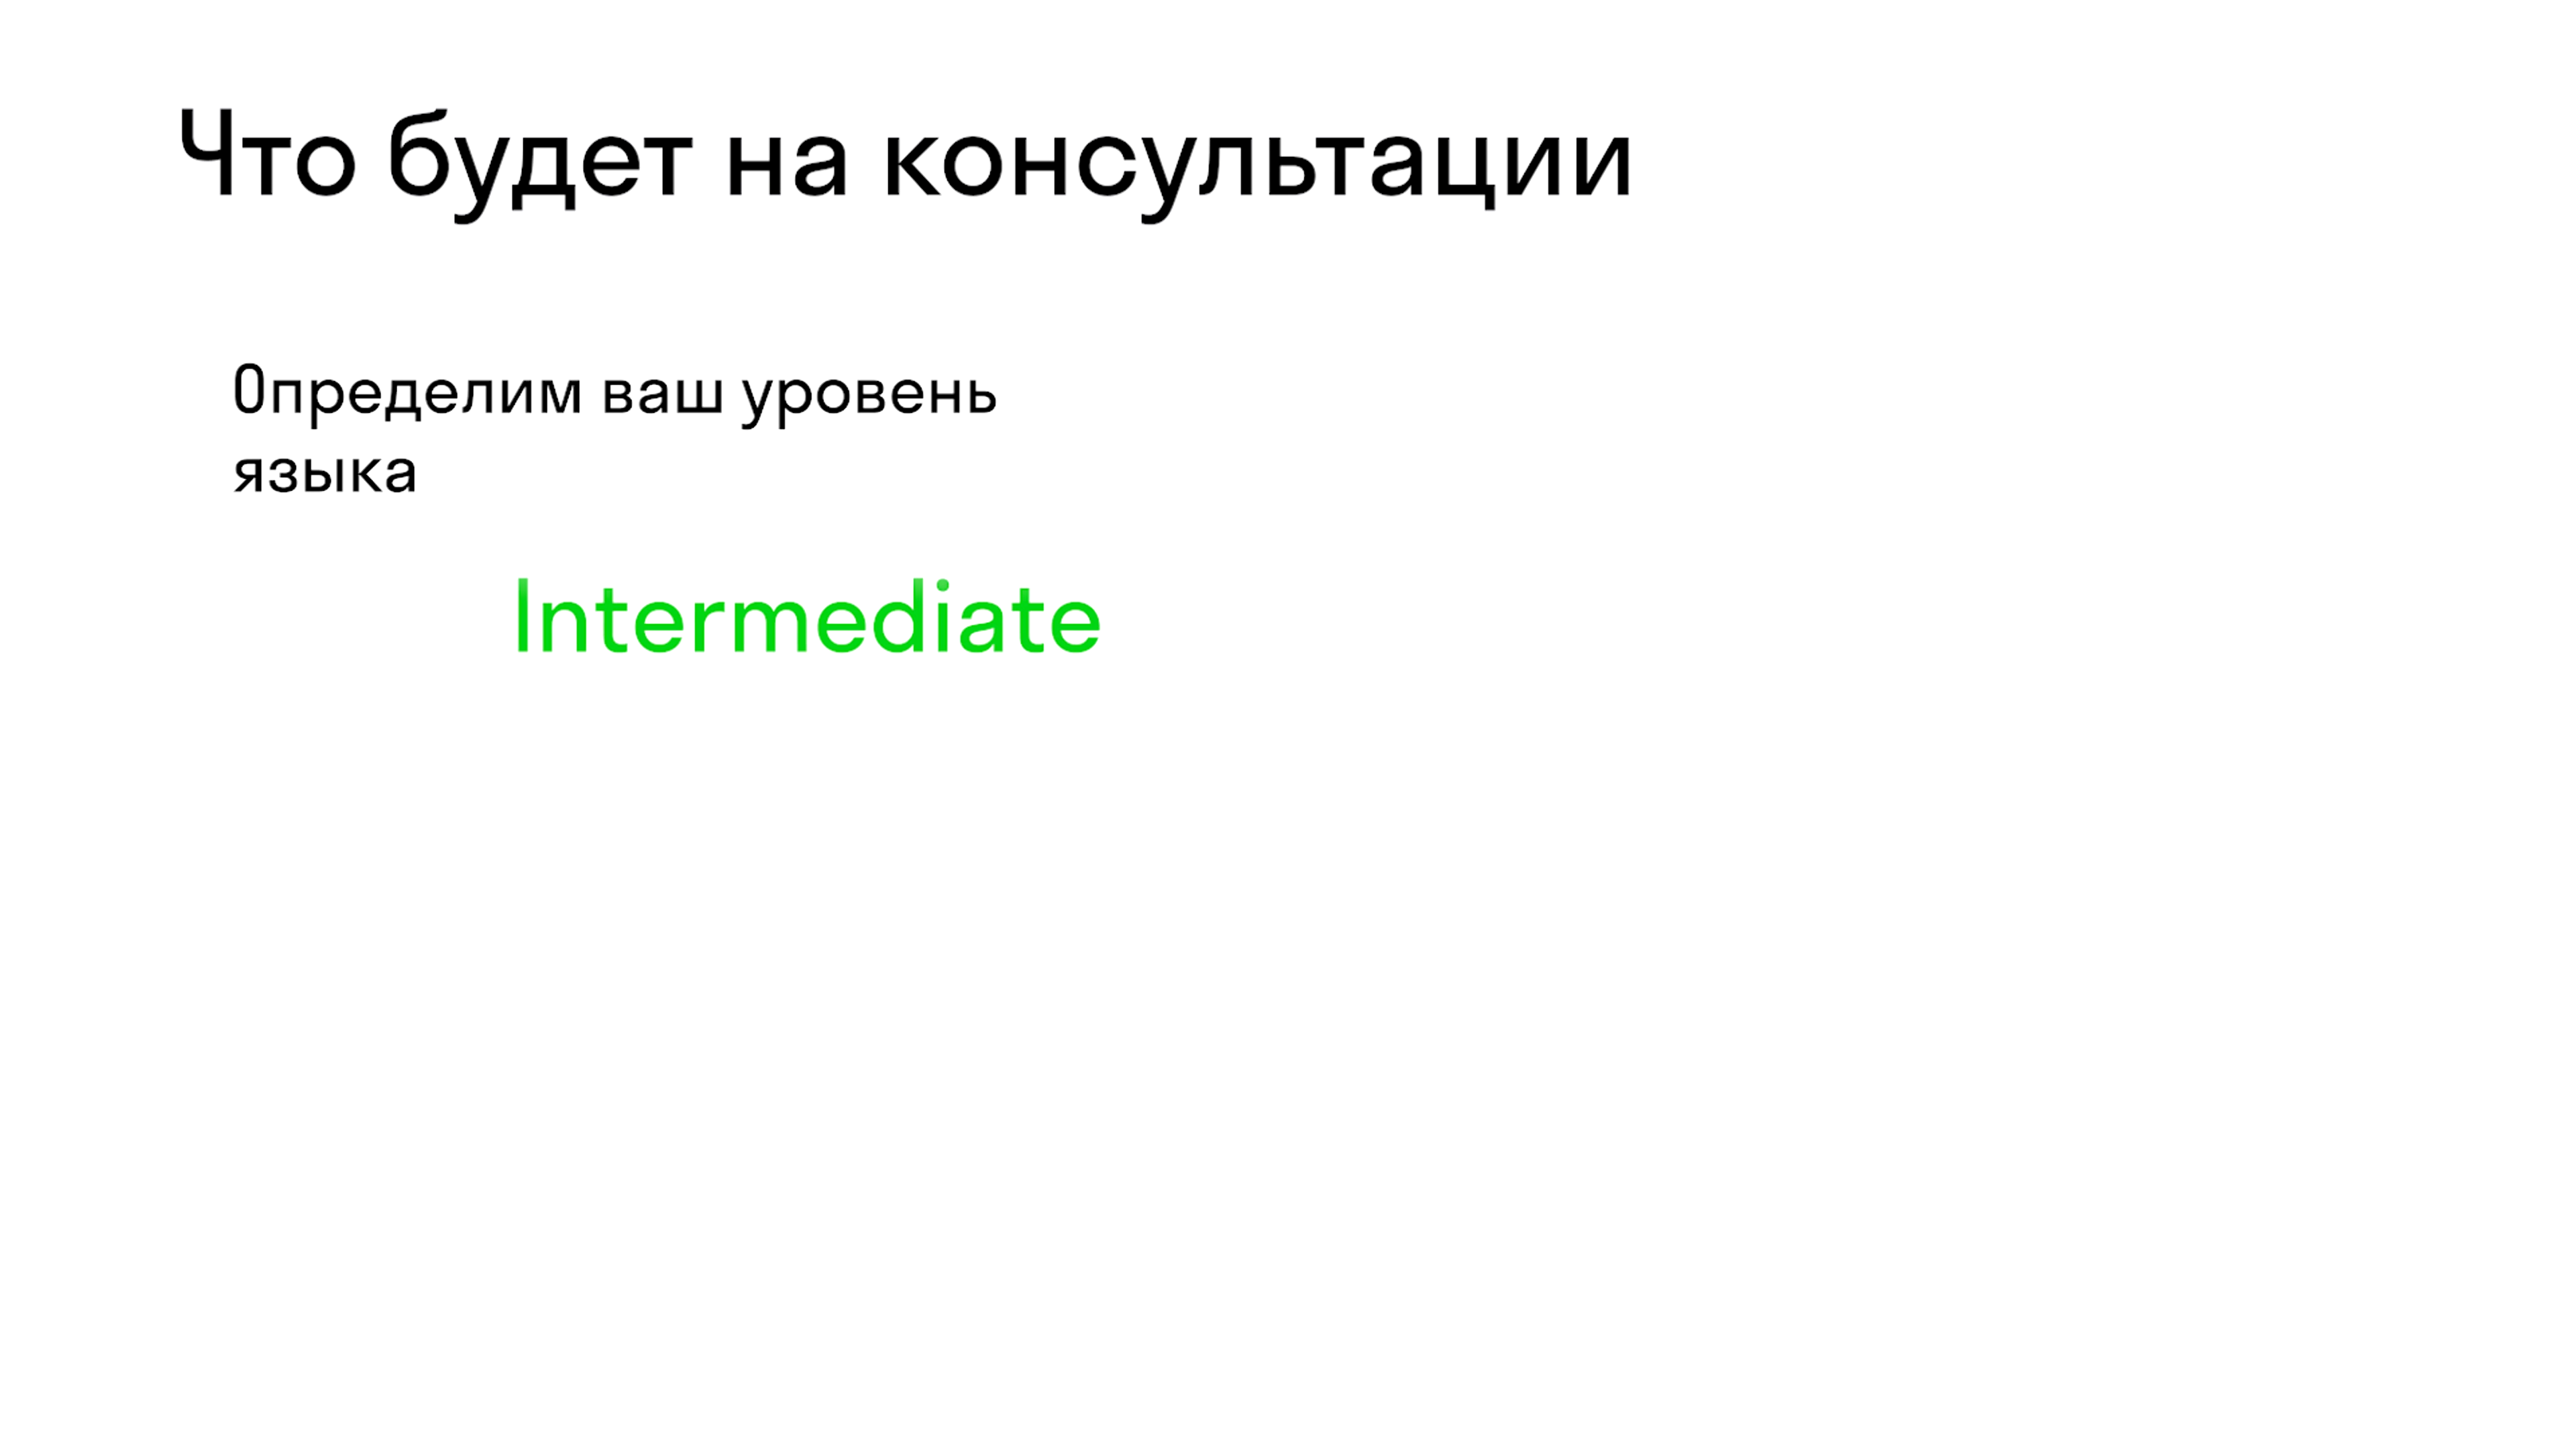 Что будет на консультации
Определим ваш уровень
языка
Intermediate